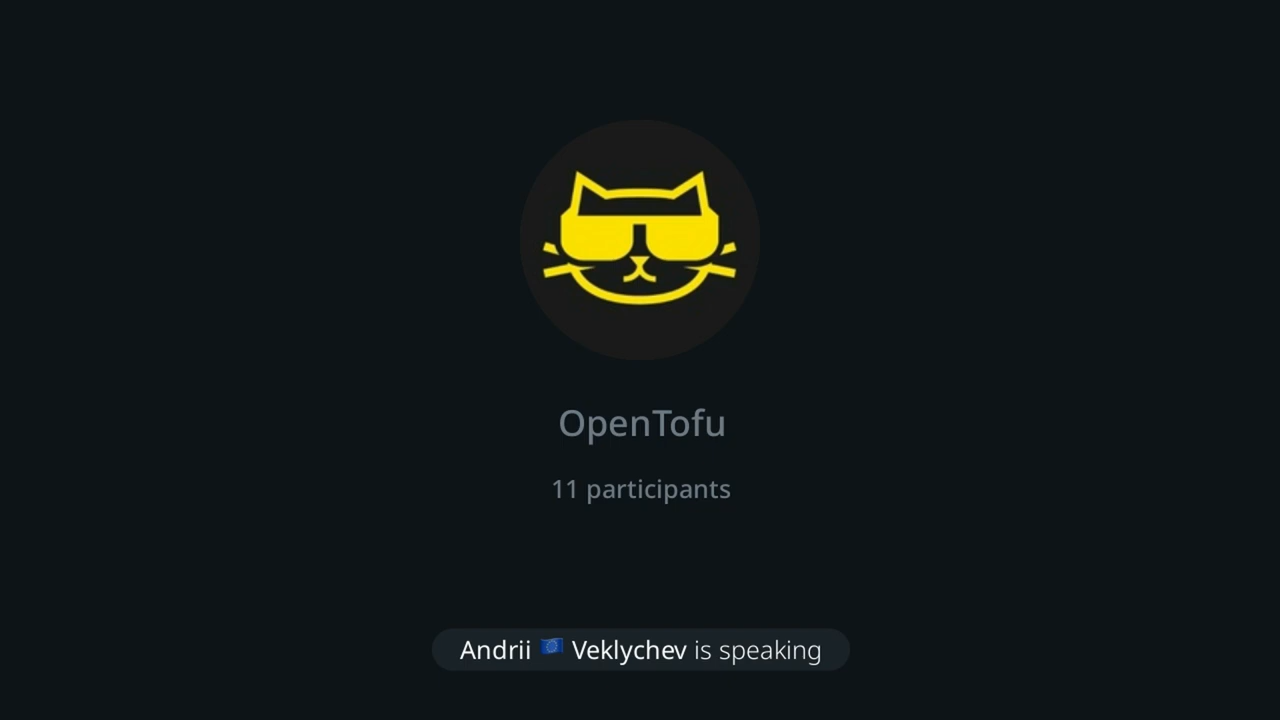 OpenTofu
11 participants
Andrii 🇪🇺 Veklychev is speaking